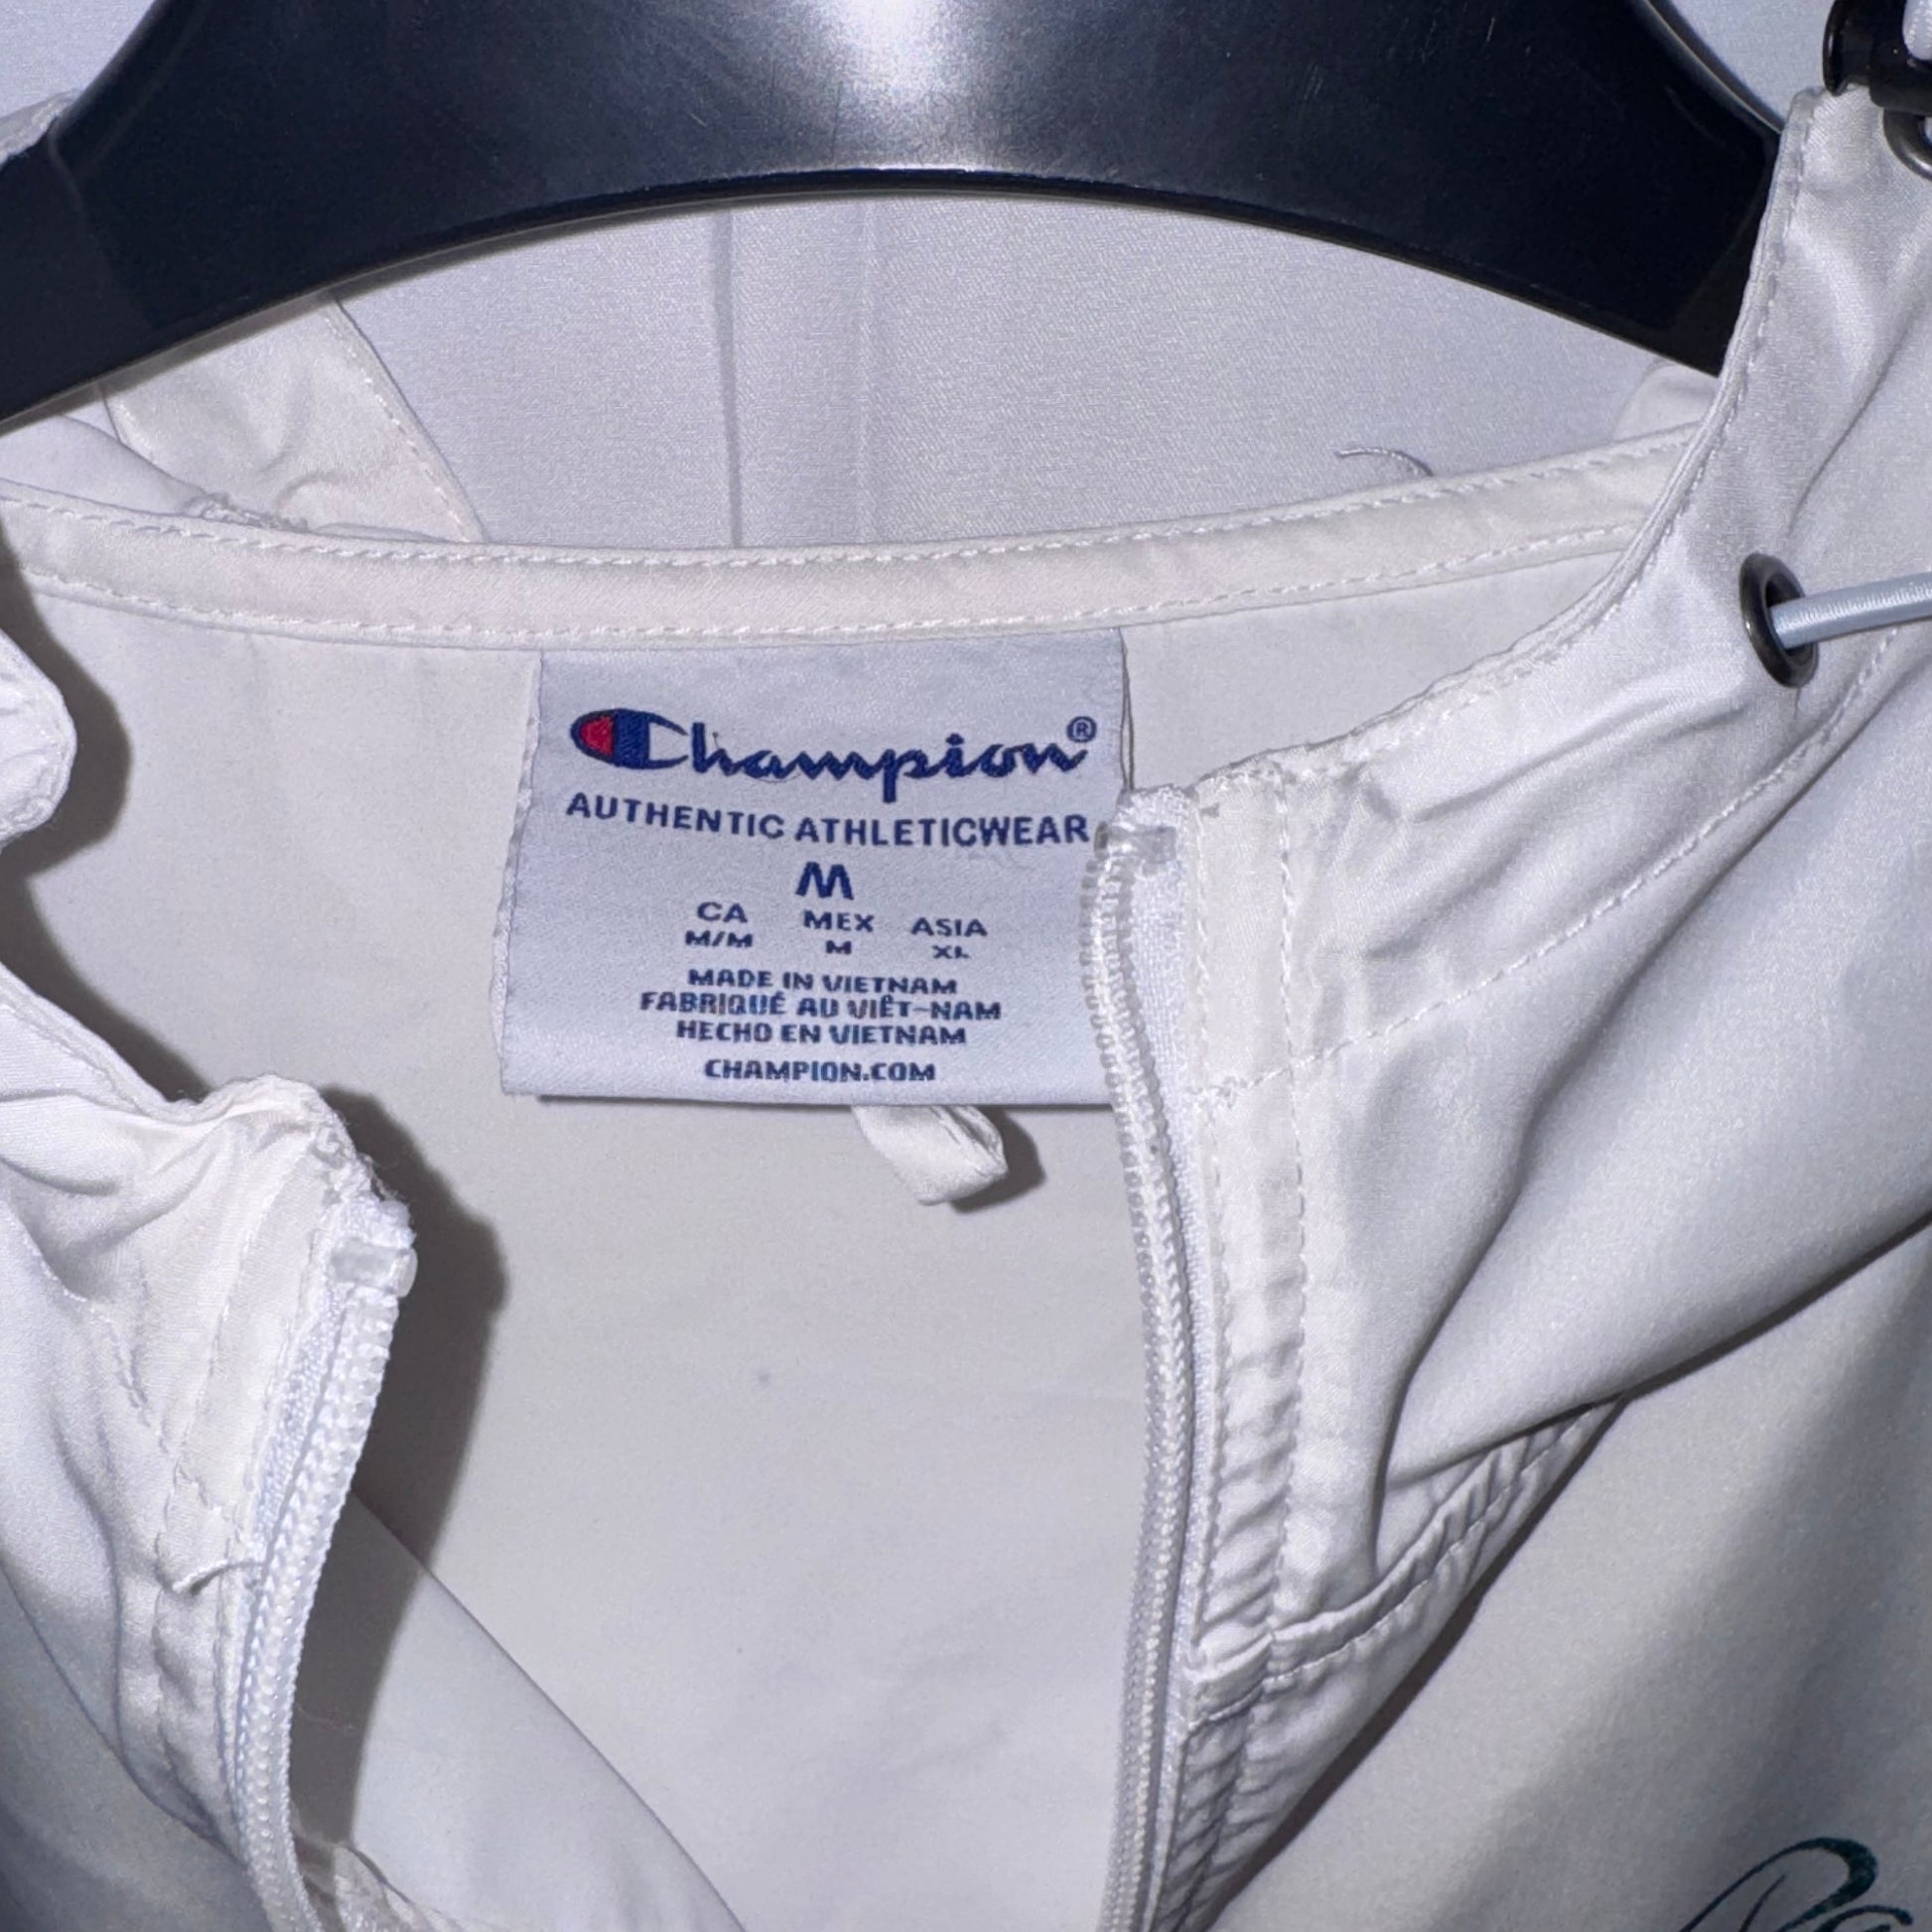 Champion®
AUTHENTIC ATHLETICWEAR
M
CA MEX ASIA
M/M M XL
MADE IN VIETNAM
FABRIQUÉ AU VIÊT-NAM
HECHO EN VIETNAM
CHAMPION.COM